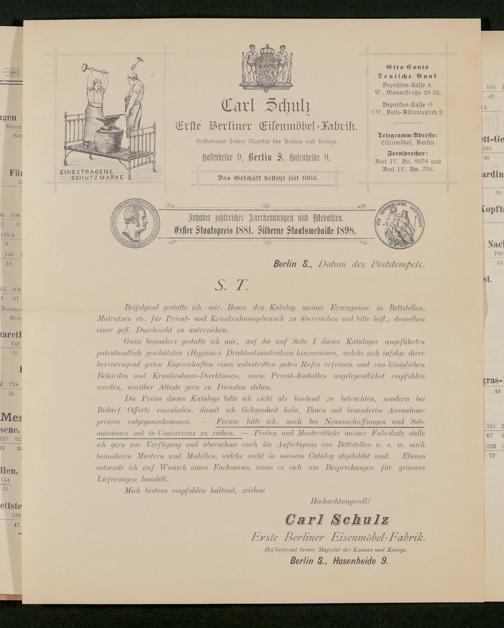 EINGETRAGENE
SCHUTZMARKE
Carl Schulz
Erste Berliner Eisenmöbel-Fabrik.
Hoflieferant Seiner Majestät des Kaisers und Königs.
Hasenheide 9, Berlin S, Hasenheide 9.
Das Geschäft besteht seit 1868.
Giro-Conto
Deutsche Bank
Depositen-Kasse A
W., Mauerstraße 29/32,
Depositen-Kasse O
SW., Belle-Allianceplatz 2
Telegramm-Adresse:
Eisenmöbel, Berlin
Fernsprecher:
Amt IV. No.
Amt IV. No.
Inhaber zahlreicher Anerkennungen und Medaillen.
Erster Staatspreis 1881. Silberne Staatsmedaille 1898.
Berlin S., Datum des Poststempels.
S. T.
Beifolgend gestatte ich mir, Ihnen den Katalog meiner Erzeugnisse in Bettstellen,
Matratzen etc. für Privat- und Krankenhausgebrauch zu überreichen und bitte höfl., denselben
einer gefl. Durchsicht zu unterziehen.
Ganz besonders gestatte ich mir, auf die auf Seite 1 dieses Kataloges ausgeführten
patentamtlich geschützten (Hygiene-) Drahtnetzmatratzen hinzuweisen, welche sich infolge ihrer
hervorragend guten Eigenschaften eines unbestritten guten Rufes erfreuen und von königlichen
Behörden und Krankenhaus-Direktionen, sowie Privat-Anstalten angelegentlichst empfohlen
werden, worüber Atteste gern zu Diensten stehen.
Die Preise dieses Katalogs bitte ich nicht als bindend zu betrachten, sondern bei
Bedarf Offerte einzuholen, damit ich Gelegenheit habe, Ihnen mit besonderen Ausnahme-
preisen entgegenzukommen. — Ferner bitte ich, mich bei Neuanschaffungen und Sub-
missionen mit in Concurrenz zu ziehen. — Proben und Musterstücke meiner Fabrikate stelle
ich gern zur Verfügung und übernehme auch die Anfertigung von Bettstellen u. s. w. nach
besonderen Mustern und Modellen, welche nicht in meinem Catalog abgebildet sind. Ebenso
entsende ich auf Wunsch einen Fachmann, wenn es sich um Besprechungen für grössere
Lieferungen handelt.
Mich bestens empfohlen haltend, zeichne
Hochachtungsvoll!
Carl Schulz
Erste Berliner Eisenmöbel-Fabrik.
Hoflieferant Seiner Majestät des Kaisers und Königs.
Berlin S., Hasenheide 9.